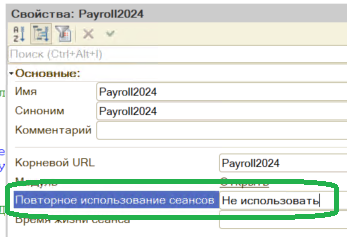 Свойства: Payroll2024
Поиск (Ctrl+Alt+I)
Основные:
Имя Payroll2024
Синоним Payroll2024
Комментарий
Корневой URL Payroll2024
Модуль Открыть
Повторное использование сеансов Не использовать
Время жизни сеанса